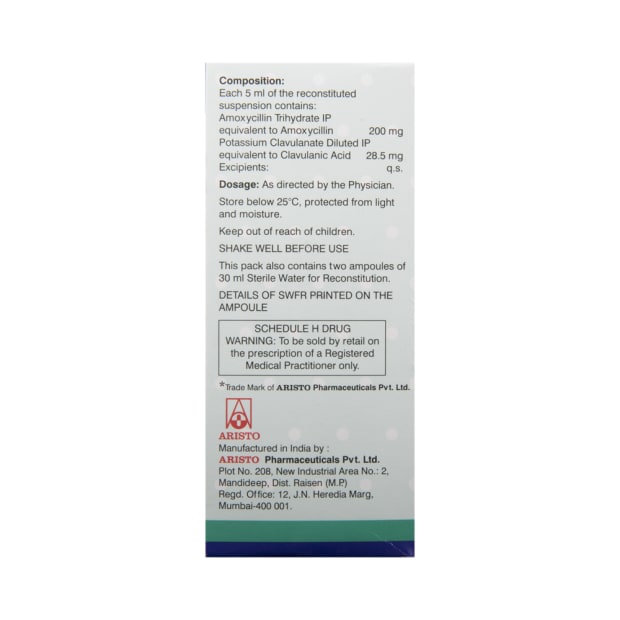 Composition:
Each 5 ml of the reconstituted
suspension contains:
Amoxycillin Trihydrate IP
equivalent to Amoxycillin 200 mg
Potassium Clavulanate Diluted IP
equivalent to Clavulanic Acid 28.5 mg
Excipients: q.s.
Dosage: As directed by the Physician.
Store below 25°C, protected from light
and moisture.
Keep out of reach of children.
SHAKE WELL BEFORE USE
This pack also contains two ampoules of
30 ml Sterile Water for Reconstitution.
DETAILS OF SWFR PRINTED ON THE
AMPOULE
SCHEDULE H DRUG
WARNING: To be sold by retail on
the prescription of a Registered
Medical Practitioner only.
*Trade Mark of ARISTO Pharmaceuticals Pvt. Ltd.
ARISTO
Manufactured in India by :
ARISTO Pharmaceuticals Pvt. Ltd.
Plot No. 208, New Industrial Area No.: 2,
Mandideep, Dist. Raisen (M.P.)
Regd. Office: 12, J.N. Heredia Marg,
Mumbai-400 001.